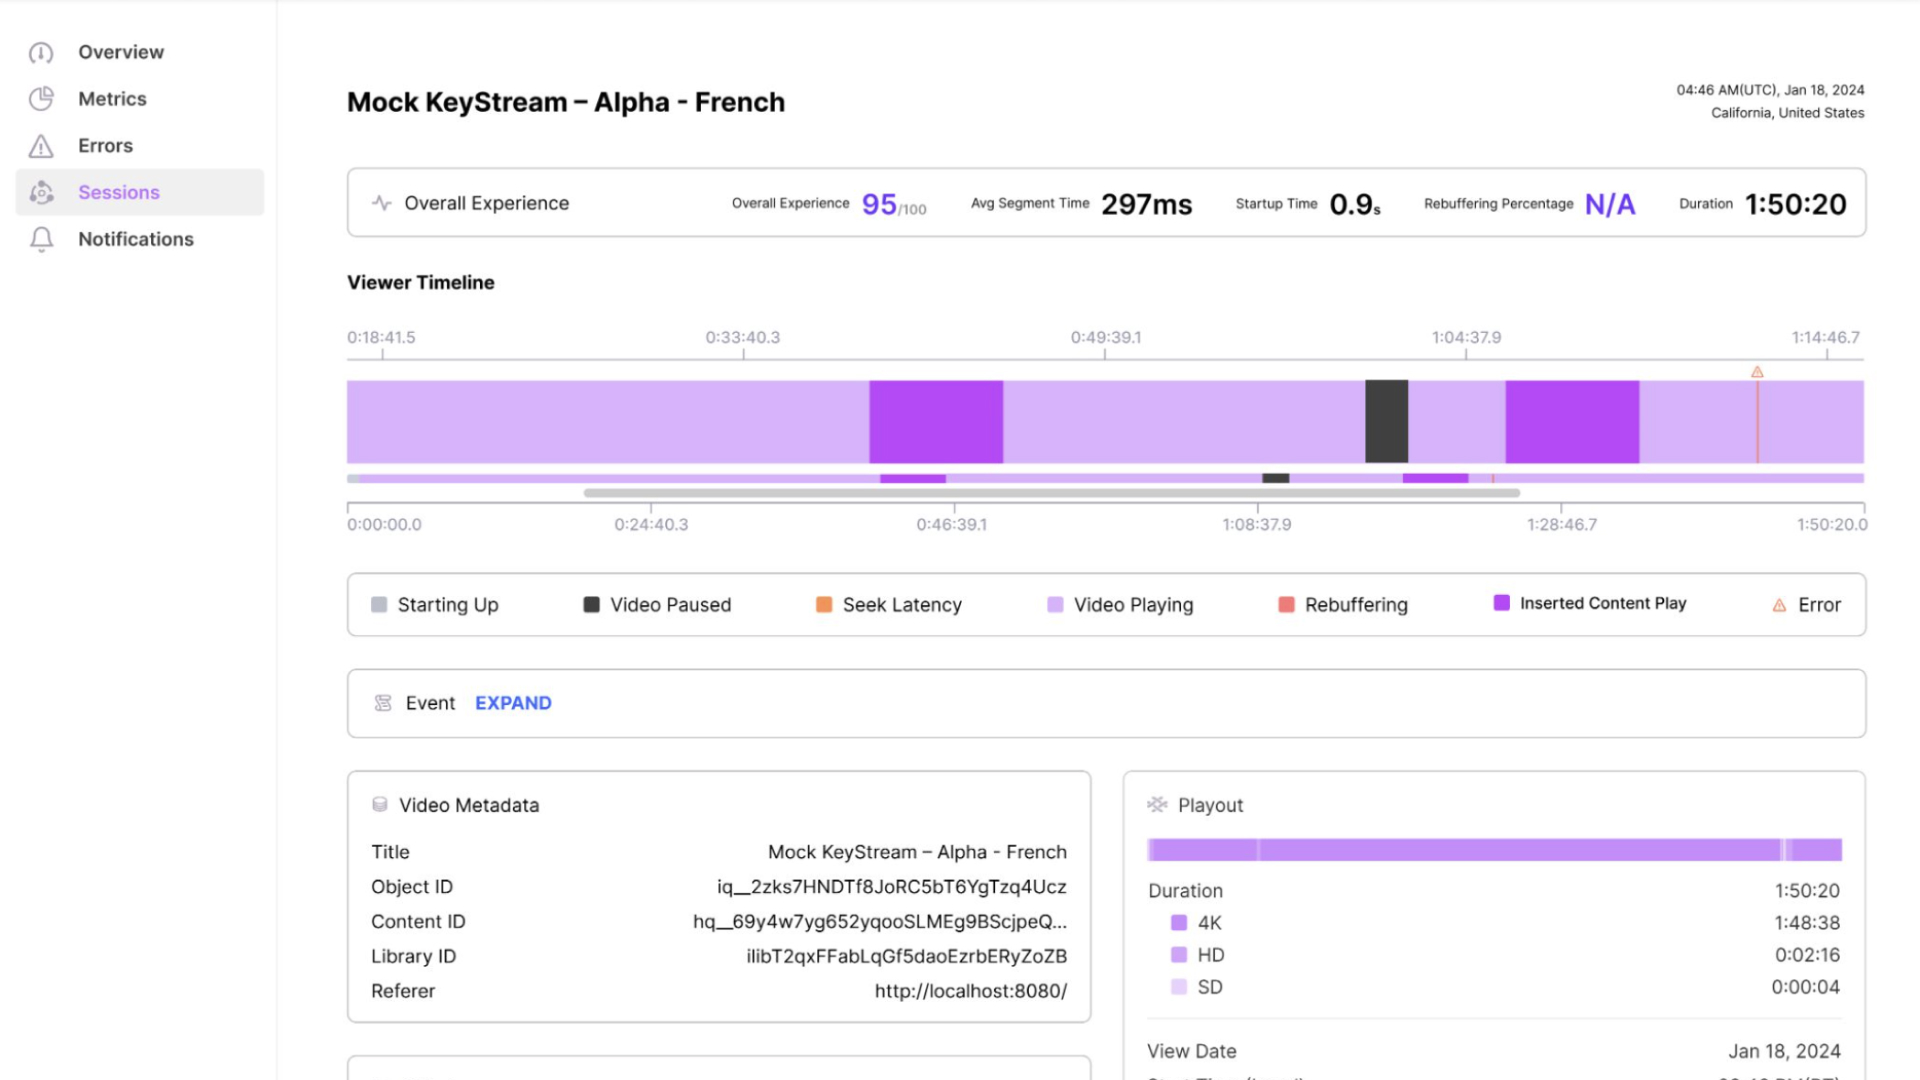 Overview
Metrics
Errors
Sessions
Notifications
Mock KeyStream – Alpha - French
04:46 AM(UTC), Jan 18, 2024
California, United States
Overall Experience
Overall Experience 95/100
Avg Segment Time 297ms
Startup Time 0.9s
Rebuffering Percentage N/A
Duration 1:50:20
Viewer Timeline
0:18:41.5 0:33:40.3 0:49:39.1 1:04:37.9 1:14:46.7
0:00:00.0 0:24:40.3 0:46:39.1 1:08:37.9 1:28:46.7 1:50:20.0
Starting Up Video Paused Seek Latency Video Playing Rebuffering Inserted Content Play Error
Event EXPAND
Video Metadata
Title Mock KeyStream – Alpha - French
Object ID iq__2zks7HNDTf8JoRC5bT6YgTzq4Ucz
Content ID hq__69y4w7yg652yqooSLMEg9BScjpeQ...
Library ID ilibT2qxFFabLqGf5daoEzrbERyZoZB
Referer http://localhost:8080/
Playout
Duration 1:50:20
4K 1:48:38
HD 0:02:16
SD 0:00:04
View Date Jan 18, 2024